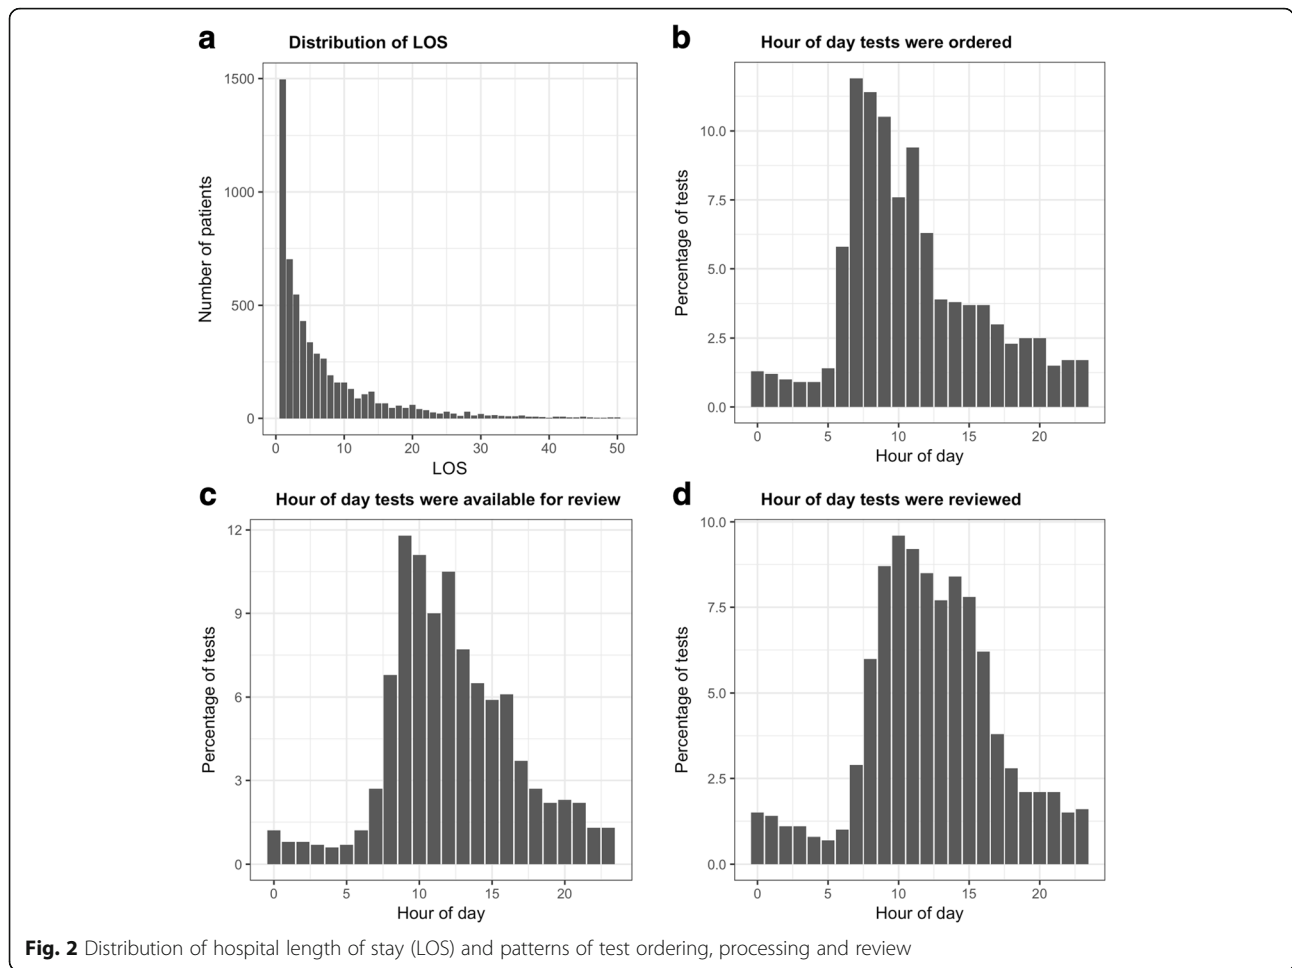 a Distribution of LOS
1500
1000
500
0
Number of patients
0 10 20 30 40 50
LOS
b Hour of day tests were ordered
10.0
7.5
5.0
2.5
0.0
Percentage of tests
0 5 10 15 20
Hour of day
c Hour of day tests were available for review
12
9
6
3
0
Percentage of tests
0 5 10 15 20
Hour of day
d Hour of day tests were reviewed
10.0
7.5
5.0
2.5
0.0
Percentage of tests
0 5 10 15 20
Hour of day
Fig. 2 Distribution of hospital length of stay (LOS) and patterns of test ordering, processing and review